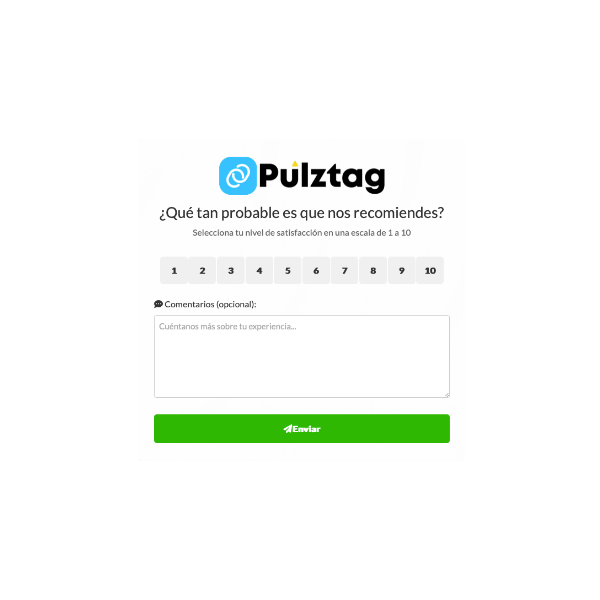 Pulztag
¿Qué tan probable es que nos recomiendes?
Selecciona tu nivel de satisfacción en una escala de 1 a 10
1 2 3 4 5 6 7 8 9 10
Comentarios (opcional):
Cuéntanos más sobre tu experiencia...
Enviar